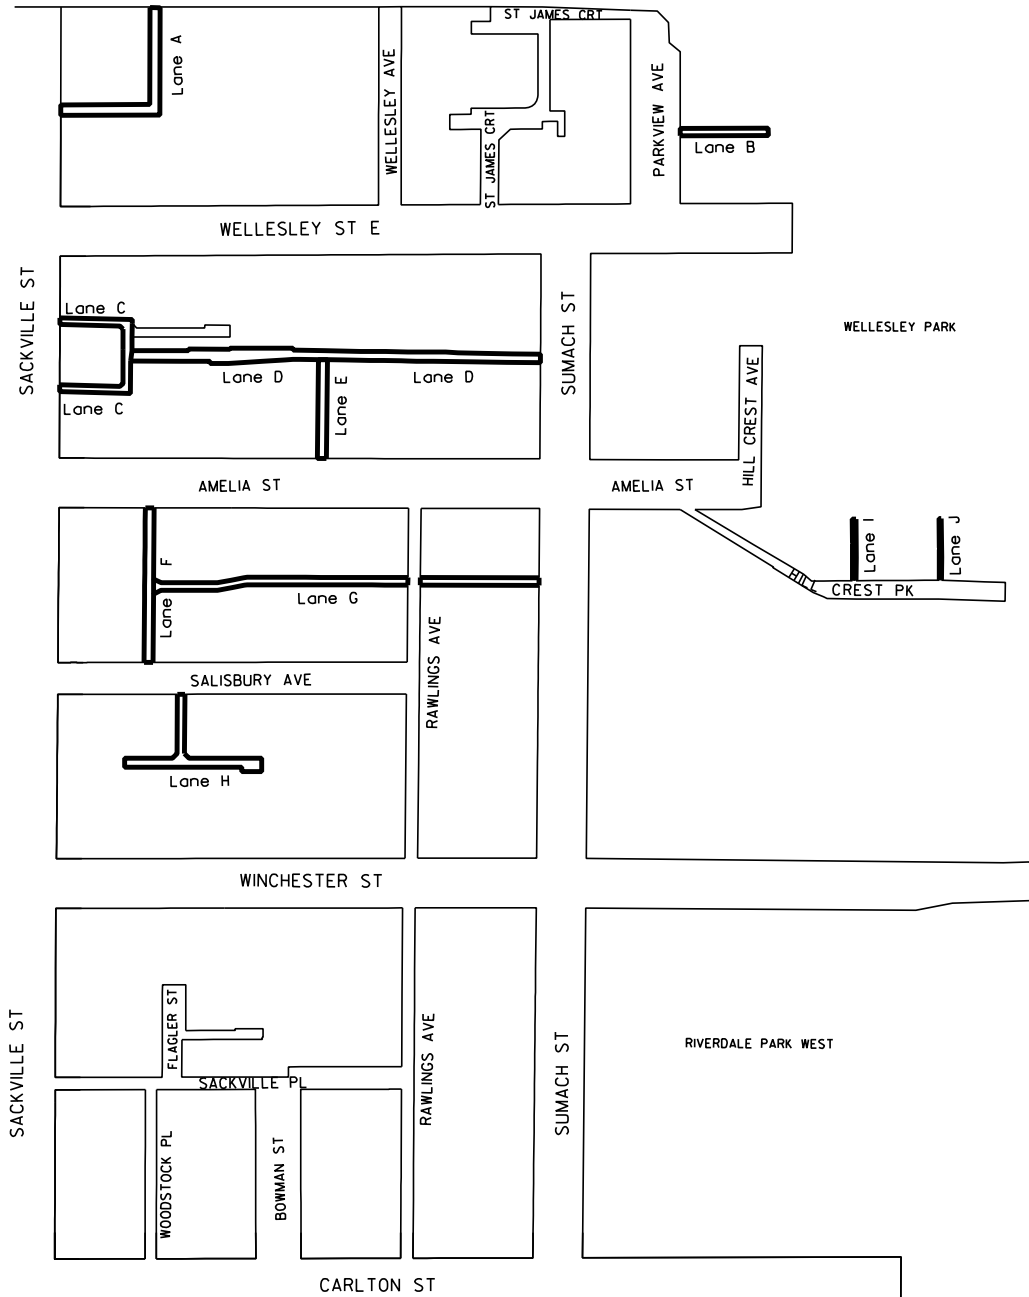 ST JAMES CRT
Lane A
WELLESLEY AVE
PARKVIEW AVE
Lane B
ST JAMES CRT
WELLESLEY ST E
SACKVILLE ST
Lane C
SUMACH ST
WELLESLEY PARK
Lane D
Lane D
Lane E
Lane C
HILL CREST AVE
AMELIA ST
AMELIA ST
Lane F
Lane I
Lane J
HILL
CREST PK
Lane G
RAWLINGS AVE
SALISBURY AVE
Lane H
WINCHESTER ST
SACKVILLE ST
FLAGLER ST
RAWLINGS AVE
SUMACH ST
RIVERDALE PARK WEST
SACKVILLE PL
WOODSTOCK PL
BOWMAN ST
CARLTON ST